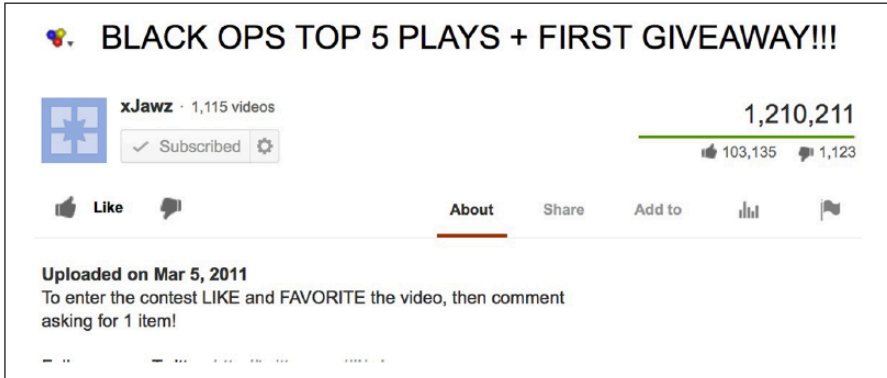 BLACK OPS TOP 5 PLAYS + FIRST GIVEAWAY!!!
xJawz · 1,115 videos
Subscribed
1,210,211
103,135 1,123
Like
About Share Add to
Uploaded on Mar 5, 2011
To enter the contest LIKE and FAVORITE the video, then comment
asking for 1 item!